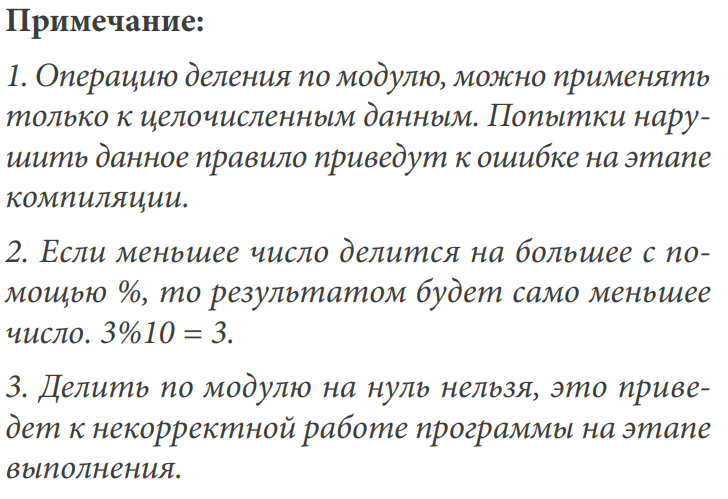 Примечание:
1. Операцию деления по модулю, можно применять
только к целочисленным данным. Попытки нару-
шить данное правило приведут к ошибке на этапе
компиляции.
2. Если меньшее число делится на большее с по-
мощью %, то результатом будет само меньшее
число. 3%10 = 3.
3. Делить по модулю на нуль нельзя, это приве-
дет к некорректной работе программы на этапе
выполнения.